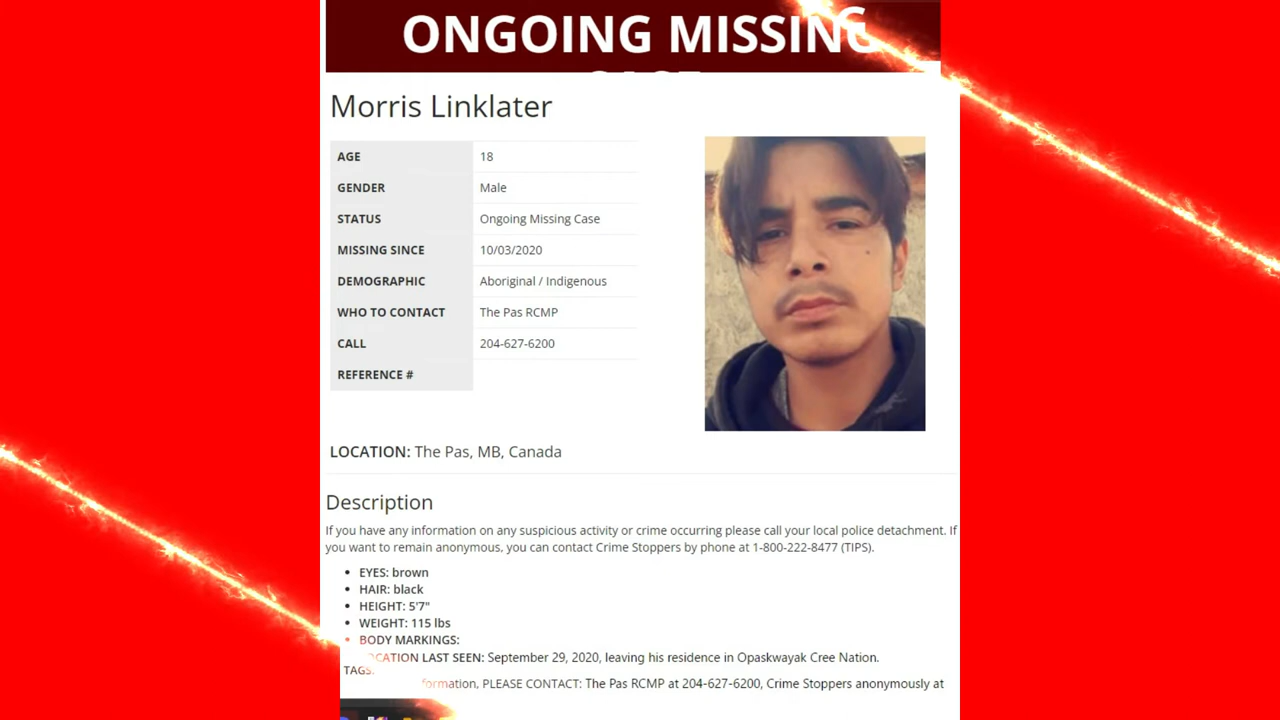 ONGOING MISSING
Morris Linklater
AGE 18
GENDER Male
STATUS Ongoing Missing Case
MISSING SINCE 10/03/2020
DEMOGRAPHIC Aboriginal / Indigenous
WHO TO CONTACT The Pas RCMP
CALL 204-627-6200
REFERENCE #
LOCATION: The Pas, MB, Canada
Description
If you have any information on any suspicious activity or crime occurring please call your local police detachment. If
you want to remain anonymous, you can contact Crime Stoppers by phone at 1-800-222-8477 (TIPS).
• EYES: brown
• HAIR: black
• HEIGHT: 5'7"
• WEIGHT: 115 lbs
• BODY MARKINGS:
LOCATION LAST SEEN: September 29, 2020, leaving his residence in Opaskwayak Cree Nation.
TAGS:
formation, PLEASE CONTACT: The Pas RCMP at 204-627-6200, Crime Stoppers anonymously at